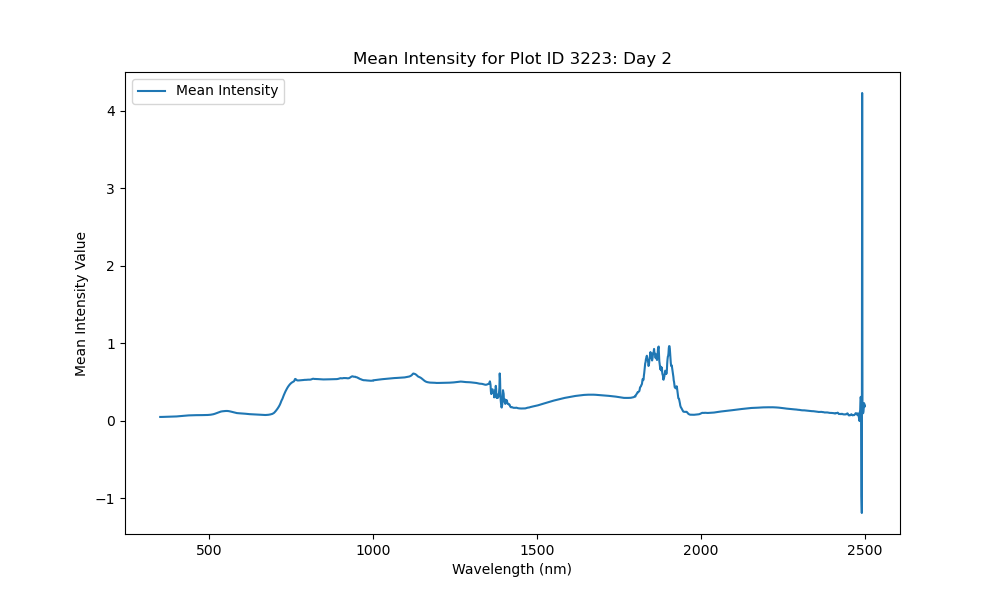 Mean Intensity for Plot ID 3223: Day 2
Mean Intensity
4
3
2
1
0
−1
Mean Intensity Value
500 1000 1500 2000 2500
Wavelength (nm)